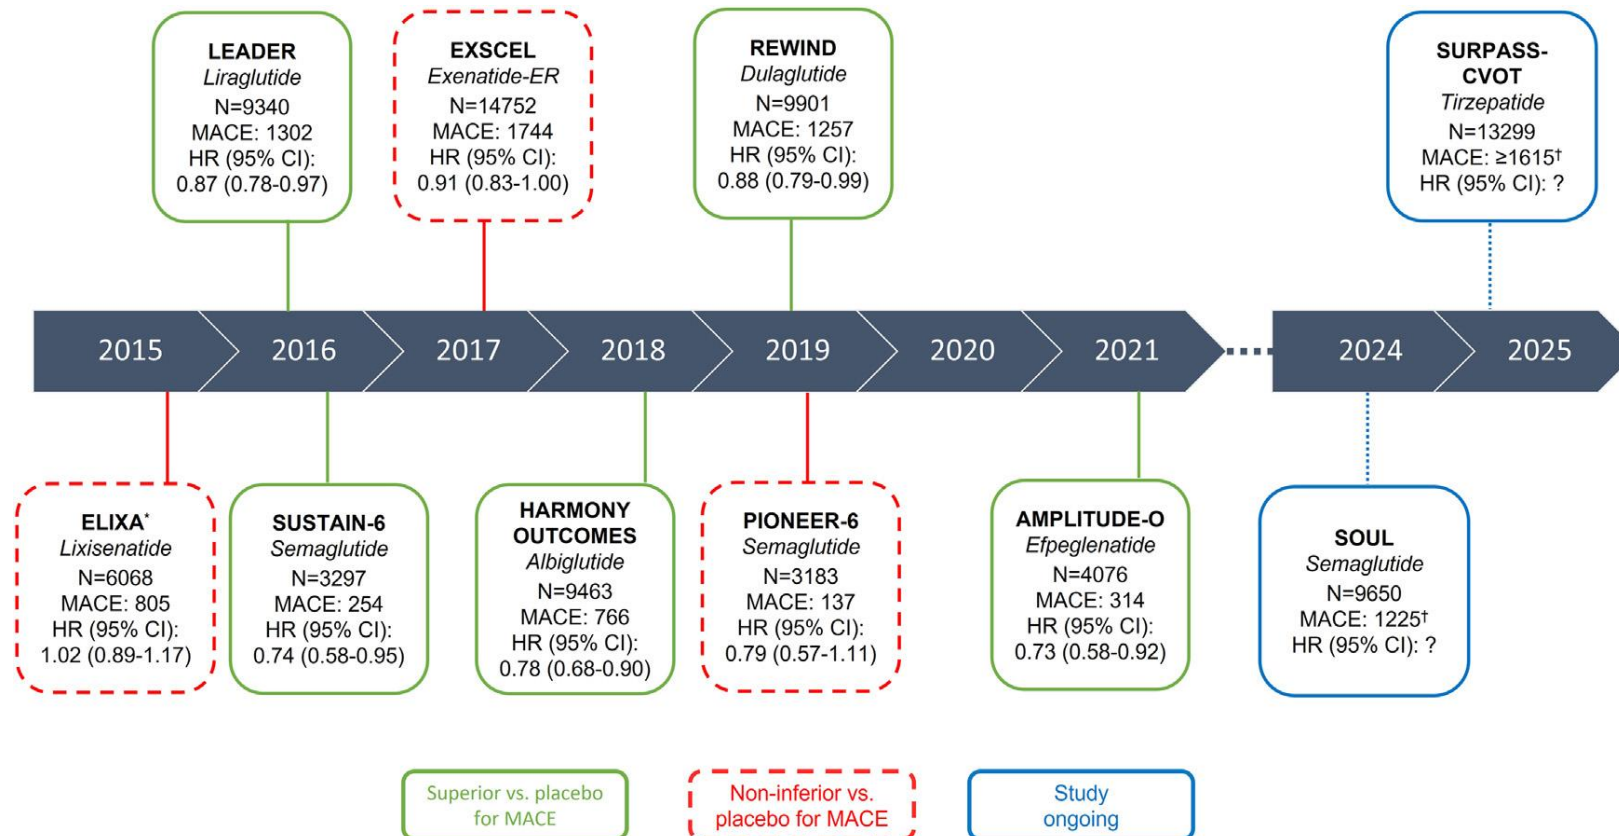 LEADER
Liraglutide
N=9340
MACE: 1302
HR (95% CI):
0.87 (0.78-0.97)
EXSCEL
Exenatide-ER
N=14752
MACE: 1744
HR (95% CI):
0.91 (0.83-1.00)
REWIND
Dulaglutide
N=9901
MACE: 1257
HR (95% CI):
0.88 (0.79-0.99)
SURPASS-
CVOT
Tirzepatide
N=13299
MACE: ≥1615†
HR (95% CI): ?
2015
2016
2017
2018
2019
2020
2021
2024
2025
ELIXA*
Lixisenatide
N=6068
MACE: 805
HR (95% CI):
1.02 (0.89-1.17)
SUSTAIN-6
Semaglutide
N=3297
MACE: 254
HR (95% CI):
0.74 (0.58-0.95)
HARMONY
OUTCOMES
Albiglutide
N=9463
MACE: 766
HR (95% CI):
0.78 (0.68-0.90)
PIONEER-6
Semaglutide
N=3183
MACE: 137
HR (95% CI):
0.79 (0.57-1.11)
AMPLITUDE-O
Efpeglenatide
N=4076
MACE: 314
HR (95% CI):
0.73 (0.58-0.92)
SOUL
Semaglutide
N=9650
MACE: 1225†
HR (95% CI): ?
Superior vs. placebo
for MACE
Non-inferior vs.
placebo for MACE
Study
ongoing